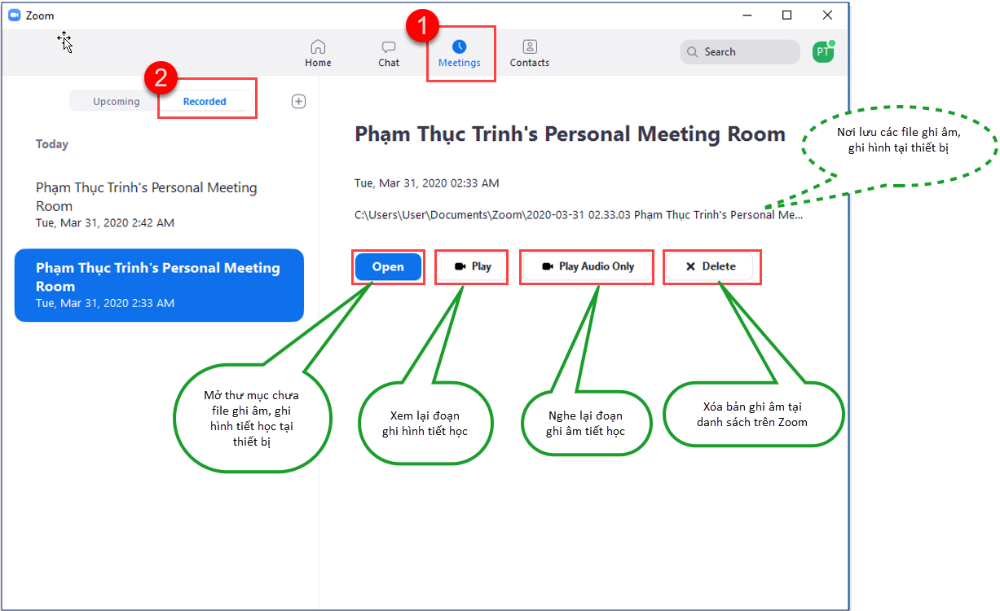 Zoom
1
Home
Chat
Meetings
Contacts
Search
PT
2
Upcoming
Recorded
Today
Phạm Thục Trinh's Personal Meeting
Room
Tue, Mar 31, 2020 2:42 AM
Phạm Thục Trinh's Personal Meeting
Room
Tue, Mar 31, 2020 2:33 AM
Phạm Thục Trinh's Personal Meeting Room
Nơi lưu các file ghi âm,
ghi hình tại thiết bị
Tue, Mar 31, 2020 02:33 AM
C:\Users\User\Documents\Zoom\2020-03-31 02.33.03 Phạm Thục Trinh's Personal Me...
Open
Play
Play Audio Only
Delete
Mở thư mục chưa
file ghi âm, ghi
hình tiết học tại
thiết bị
Xem lại đoạn
ghi hình tiết học
Nghe lại đoạn
ghi âm tiết học
Xóa bản ghi âm tại
danh sách trên Zoom